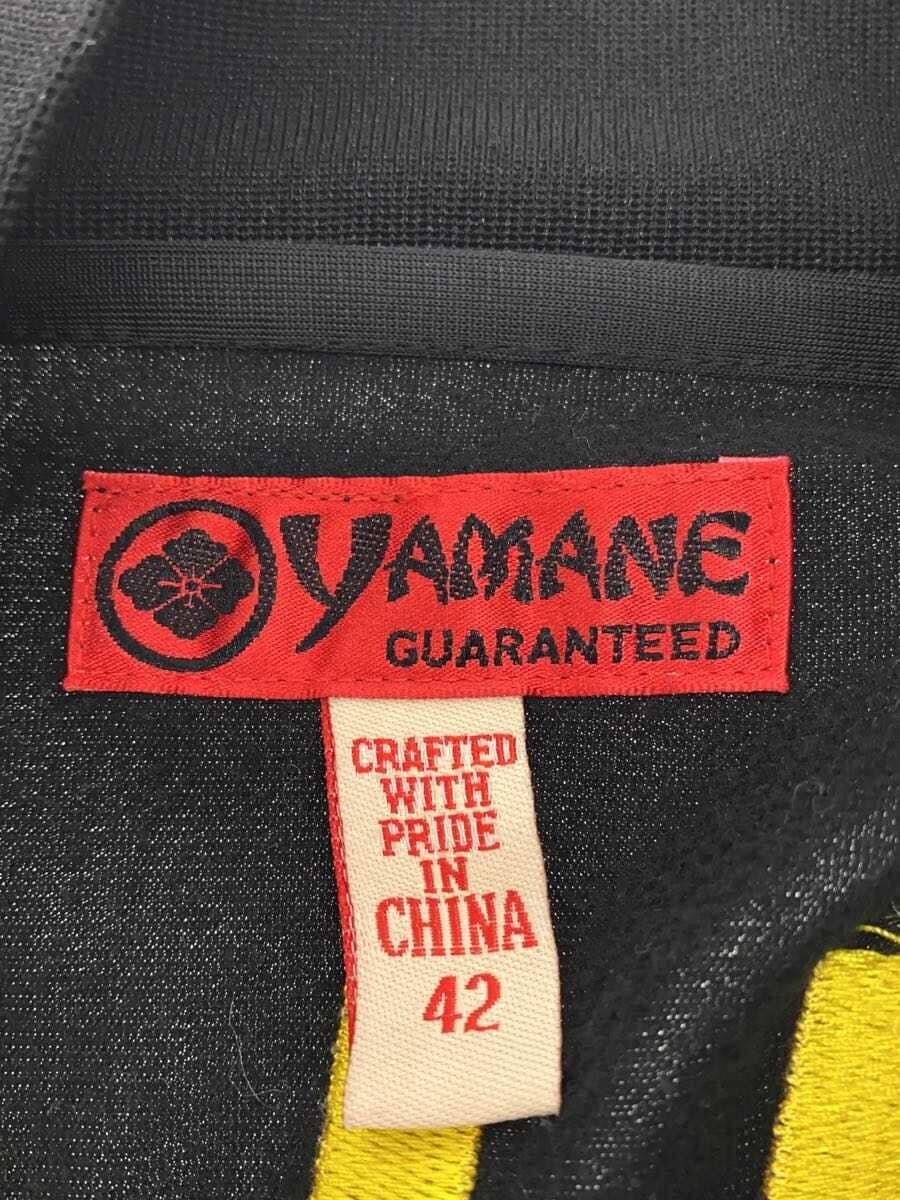 YAMANE
GUARANTEED
CRAFTED
WITH
PRIDE
IN
CHINA
42